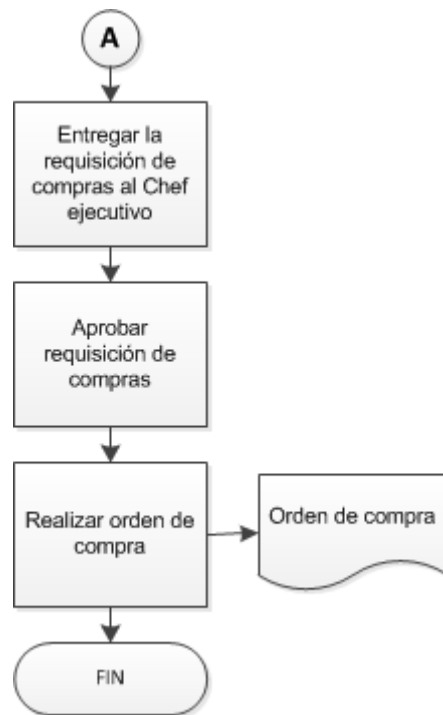 A
Entregar la
requisición de
compras al Chef
ejecutivo
Aprobar
requisición de
compras
Realizar orden de
compra
Orden de compra
FIN